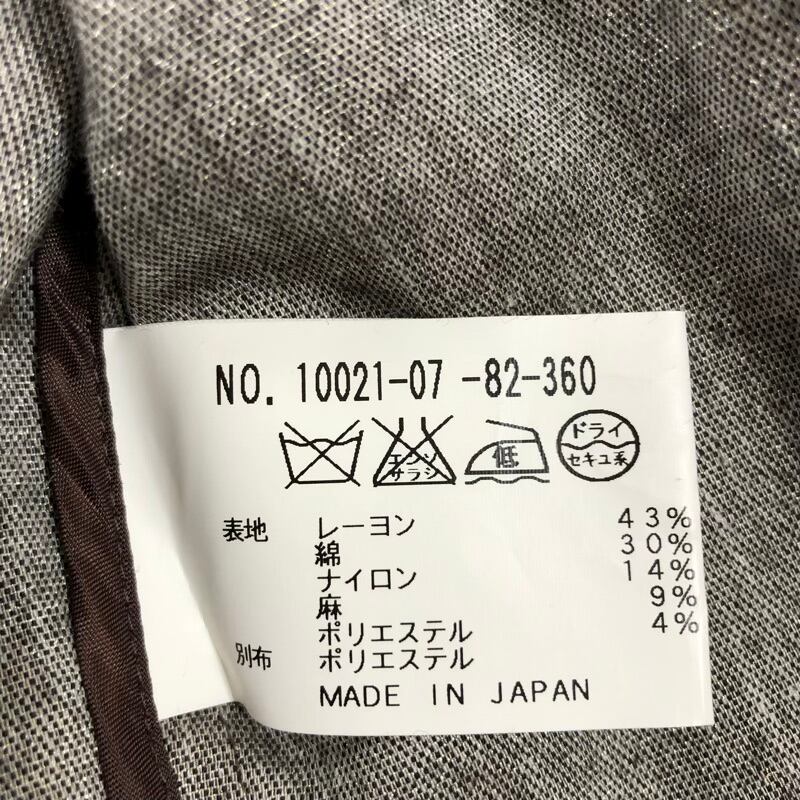 NO. 10021-07 -82-360
エンソサラシ 低 ドライ セキユ系
表地 レーヨン 43%
綿 30%
ナイロン 14%
麻 9%
ポリエステル 4%
別布 ポリエステル
MADE IN JAPAN